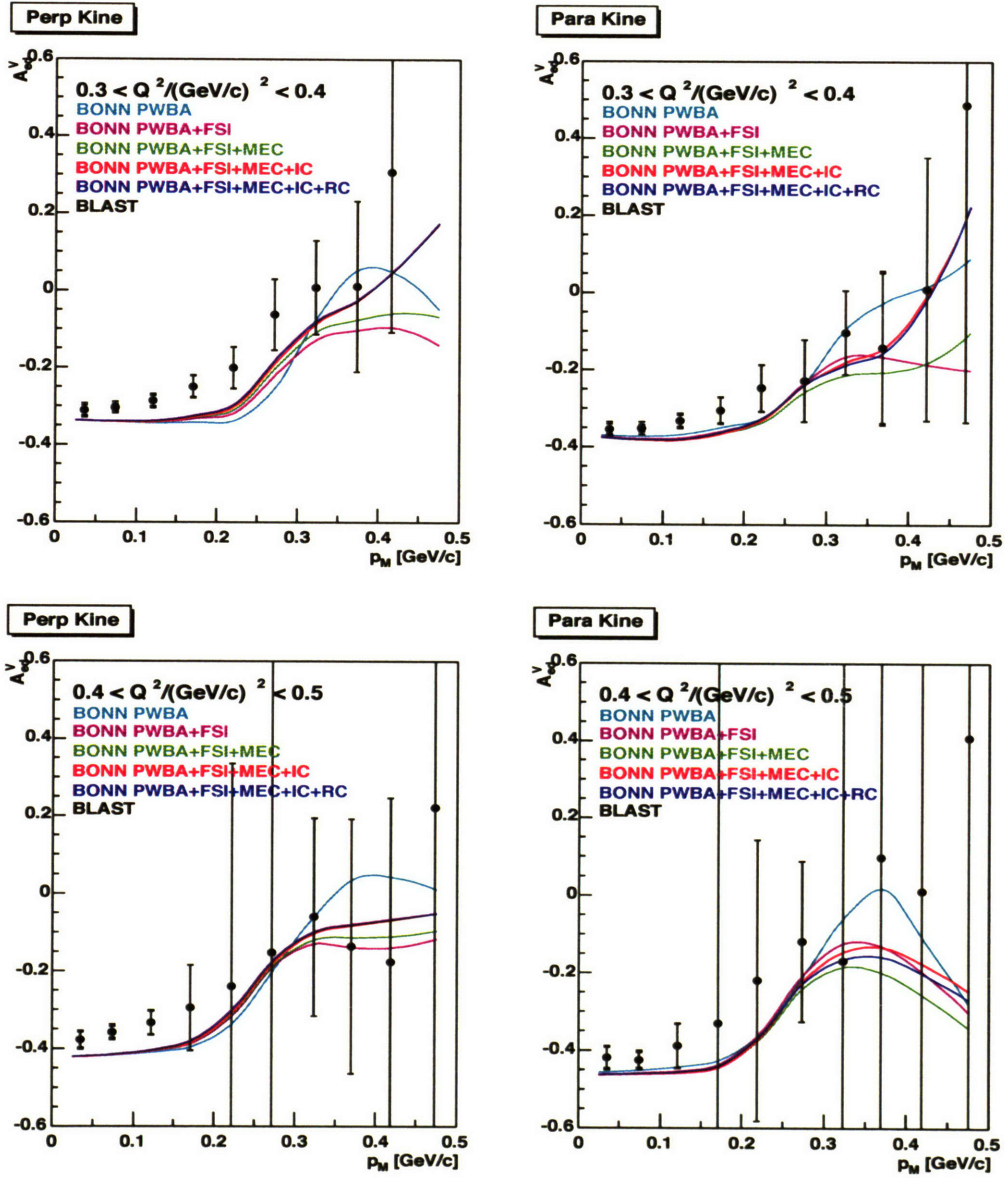 Perp Kine
A_ed^V
0.3 < Q ²/(GeV/c) ² < 0.4
BONN PWBA
BONN PWBA+FSI
BONN PWBA+FSI+MEC
BONN PWBA+FSI+MEC+IC
BONN PWBA+FSI+MEC+IC+RC
BLAST
0.6
0.4
0.2
0
-0.2
-0.4
-0.6
0 0.1 0.2 0.3 0.4 0.5
p_M [GeV/c]
Para Kine
A_ed^V
0.3 < Q ²/(GeV/c) ² < 0.4
BONN PWBA
BONN PWBA+FSI
BONN PWBA+FSI+MEC
BONN PWBA+FSI+MEC+IC
BONN PWBA+FSI+MEC+IC+RC
BLAST
0.6
0.4
0.2
0
-0.2
-0.4
-0.6
0 0.1 0.2 0.3 0.4 0.5
p_M [GeV/c]
Perp Kine
A_ed^V
0.4 < Q ²/(GeV/c) ² < 0.5
BONN PWBA
BONN PWBA+FSI
BONN PWBA+FSI+MEC
BONN PWBA+FSI+MEC+IC
BONN PWBA+FSI+MEC+IC+RC
BLAST
0.6
0.4
0.2
0
-0.2
-0.4
-0.6
0 0.1 0.2 0.3 0.4 0.5
p_M [GeV/c]
Para Kine
A_ed^V
0.4 < Q ²/(GeV/c) ² < 0.5
BONN PWBA
BONN PWBA+FSI
BONN PWBA+FSI+MEC
BONN PWBA+FSI+MEC+IC
BONN PWBA+FSI+MEC+IC+RC
BLAST
0.6
0.4
0.2
0
-0.2
-0.4
-0.6
0 0.1 0.2 0.3 0.4 0.5
p_M [GeV/c]